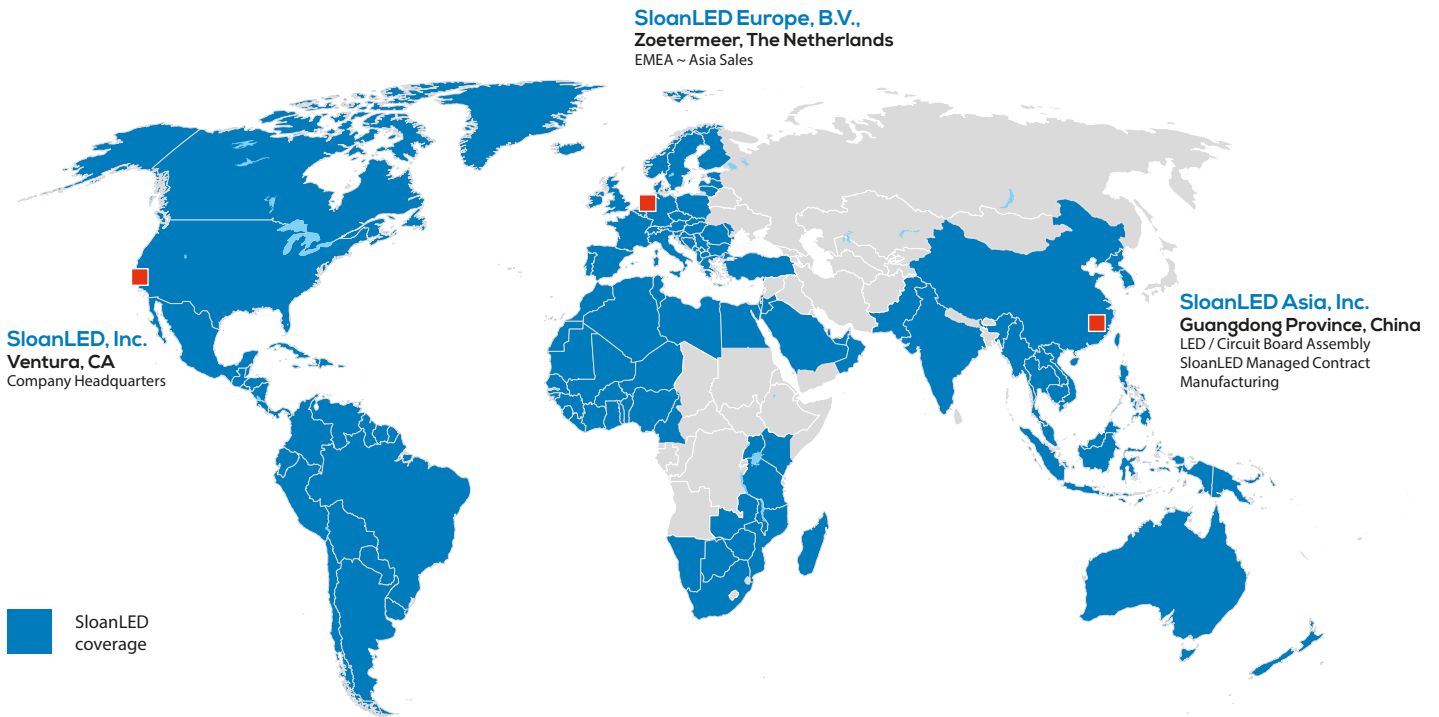 SloanLED Europe, B.V.,
Zoetermeer, The Netherlands
EMEA ~ Asia Sales
SloanLED, Inc.
Ventura, CA
Company Headquarters
SloanLED Asia, Inc.
Guangdong Province, China
LED / Circuit Board Assembly
SloanLED Managed Contract
Manufacturing
SloanLED
coverage